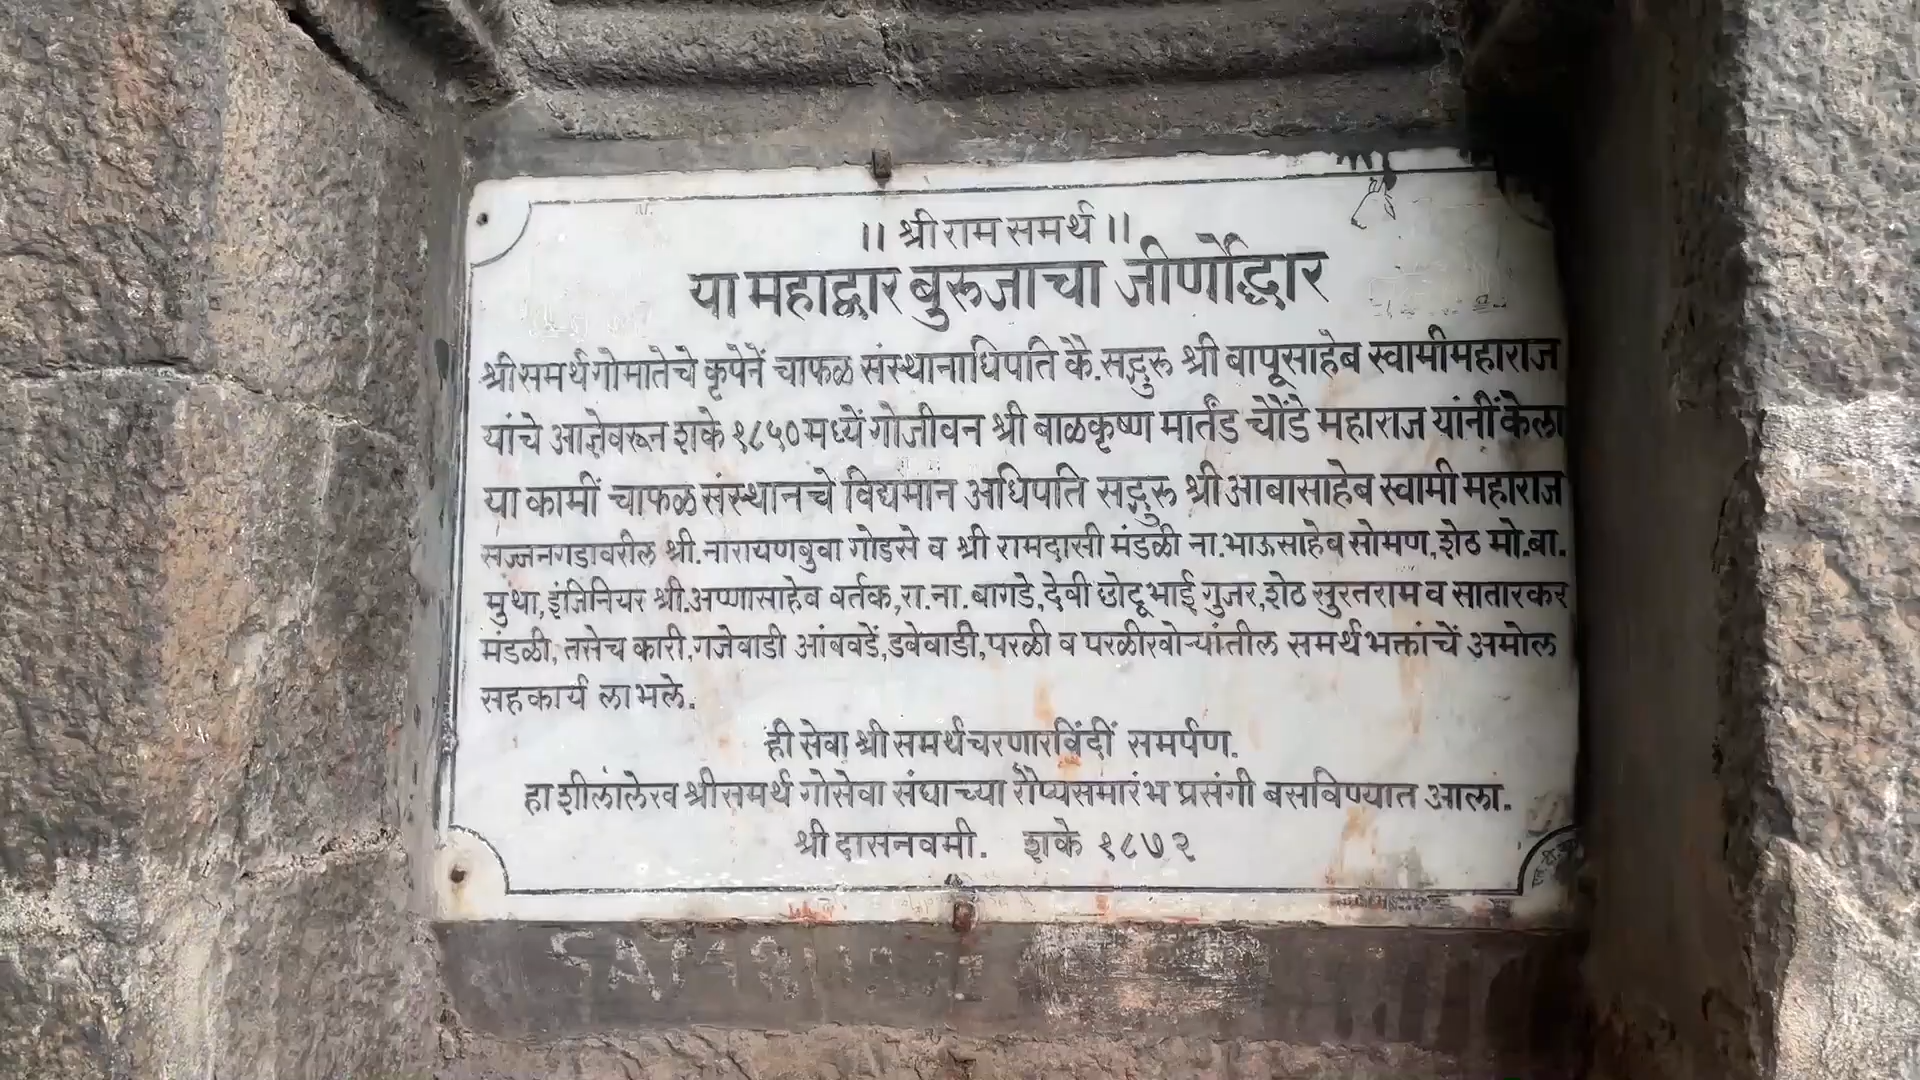 ।। श्री राम समर्थ ।।
या महाद्वार बुरूजाचा जीर्णोद्धार
श्री समर्थ गोमातेचे कृपेनें चाफळ संस्थानाधिपति कै. सद्गुरू श्री बापूसाहेब स्वामी महाराज
यांचे आज्ञेवरून शके १८५० मध्यें गोजीवन श्री बाळकृष्ण मार्तंड चौंडे महाराज यांनीं केला
या कामीं चाफळ संस्थानचे विद्यमान अधिपति सद्गुरू श्री आबासाहेब स्वामी महाराज
सज्जनगडावरील श्री. नारायणबुवा गोडसे व श्री रामदासी मंडळी ना. भाऊसाहेब सोमण, शेठ मो. बा.
मुथा, इंजिनियर श्री. अप्पासाहेब वर्तक, रा. ना. बागडे, देवी छोटूभाई गुजर, शेठ सुरतराम व सातारकर
मंडळी, तसेच कारी, गजेवाडी आंबवडें, डबेवाडी, परळी व परळीखोऱ्यांतील समर्थ भक्तांचें अमोल
सहकार्य लाभले.
ही सेवा श्री समर्थ चरणारविंदीं समर्पण.
हा शीलालेख श्री समर्थ गोसेवा संघाच्या रौप्यसमारंभ प्रसंगी बसविण्यात आला.
श्री दासनवमी. शके १८७२